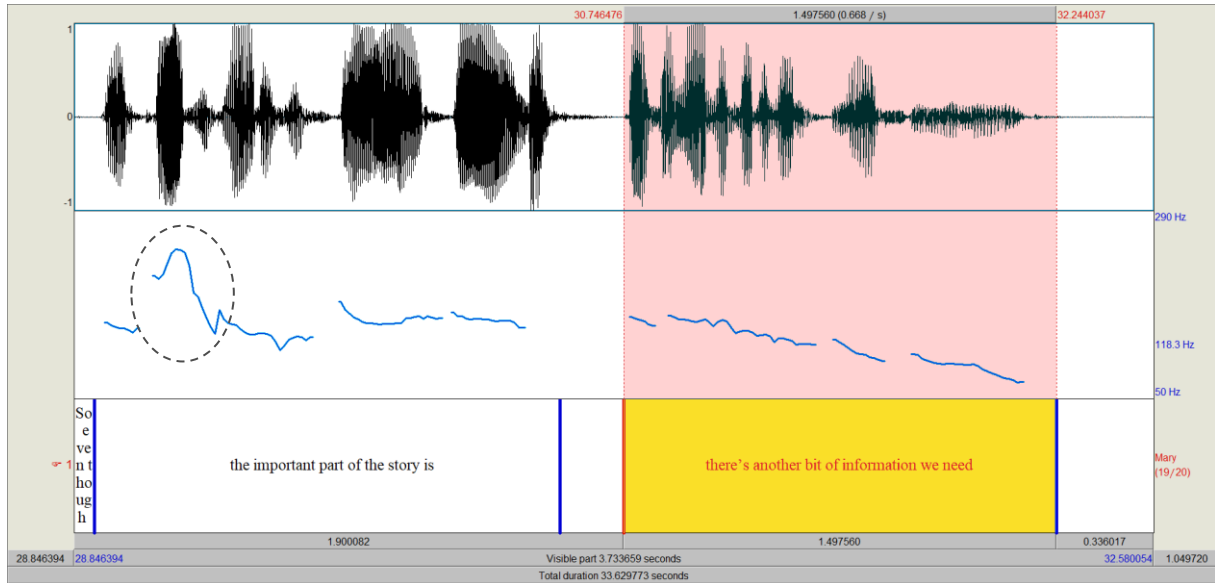 30.746476 1.497560 (0.668 / s) 32.244037
1
0
-1
290 Hz
118.3 Hz
50 Hz
So
e
ve
n t
ho
ug
h
the important part of the story is
there's another bit of information we need
1
Mary
(19/20)
1.900082 1.497560 0.336017
28.846394 28.846394 Visible part 3.733659 seconds 32.580054 1.049720
Total duration 33.629773 seconds